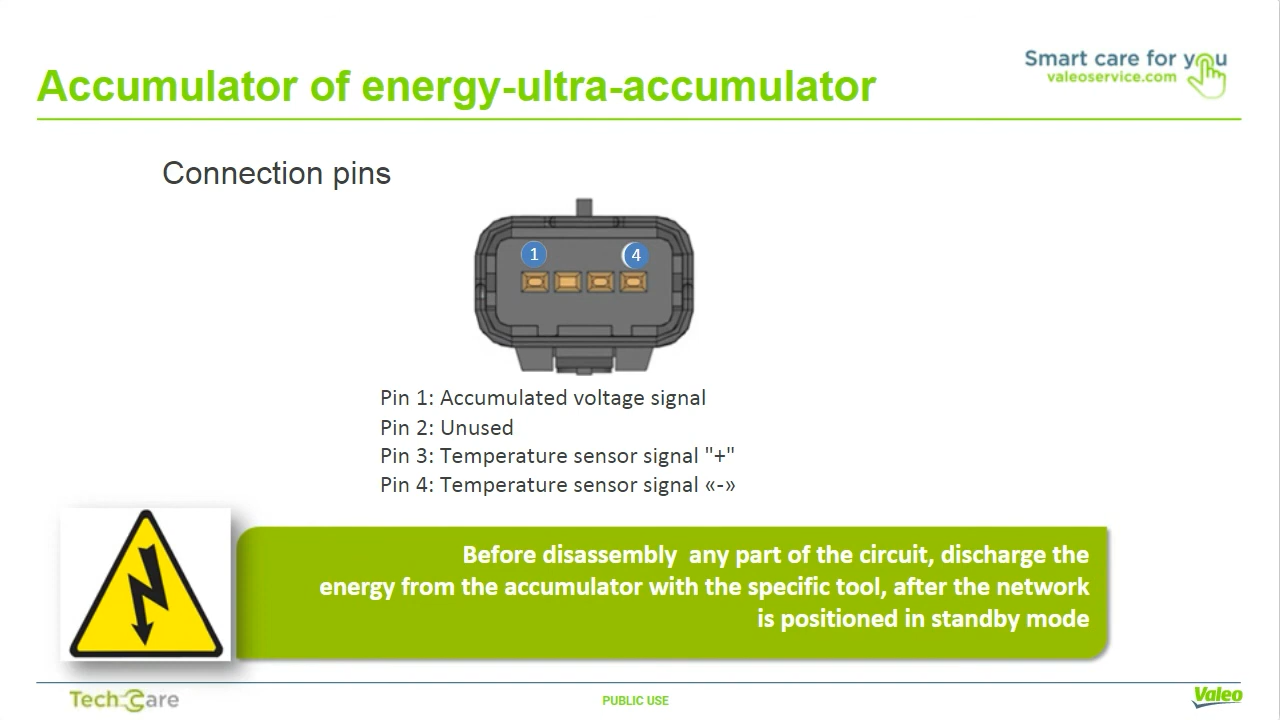 Smart care for you
valeoservice.com
Accumulator of energy-ultra-accumulator
Connection pins
1
4
Pin 1: Accumulated voltage signal
Pin 2: Unused
Pin 3: Temperature sensor signal "+"
Pin 4: Temperature sensor signal «-»
Before disassembly any part of the circuit, discharge the
energy from the accumulator with the specific tool, after the network
is positioned in standby mode
Tech Care
PUBLIC USE
Valeo